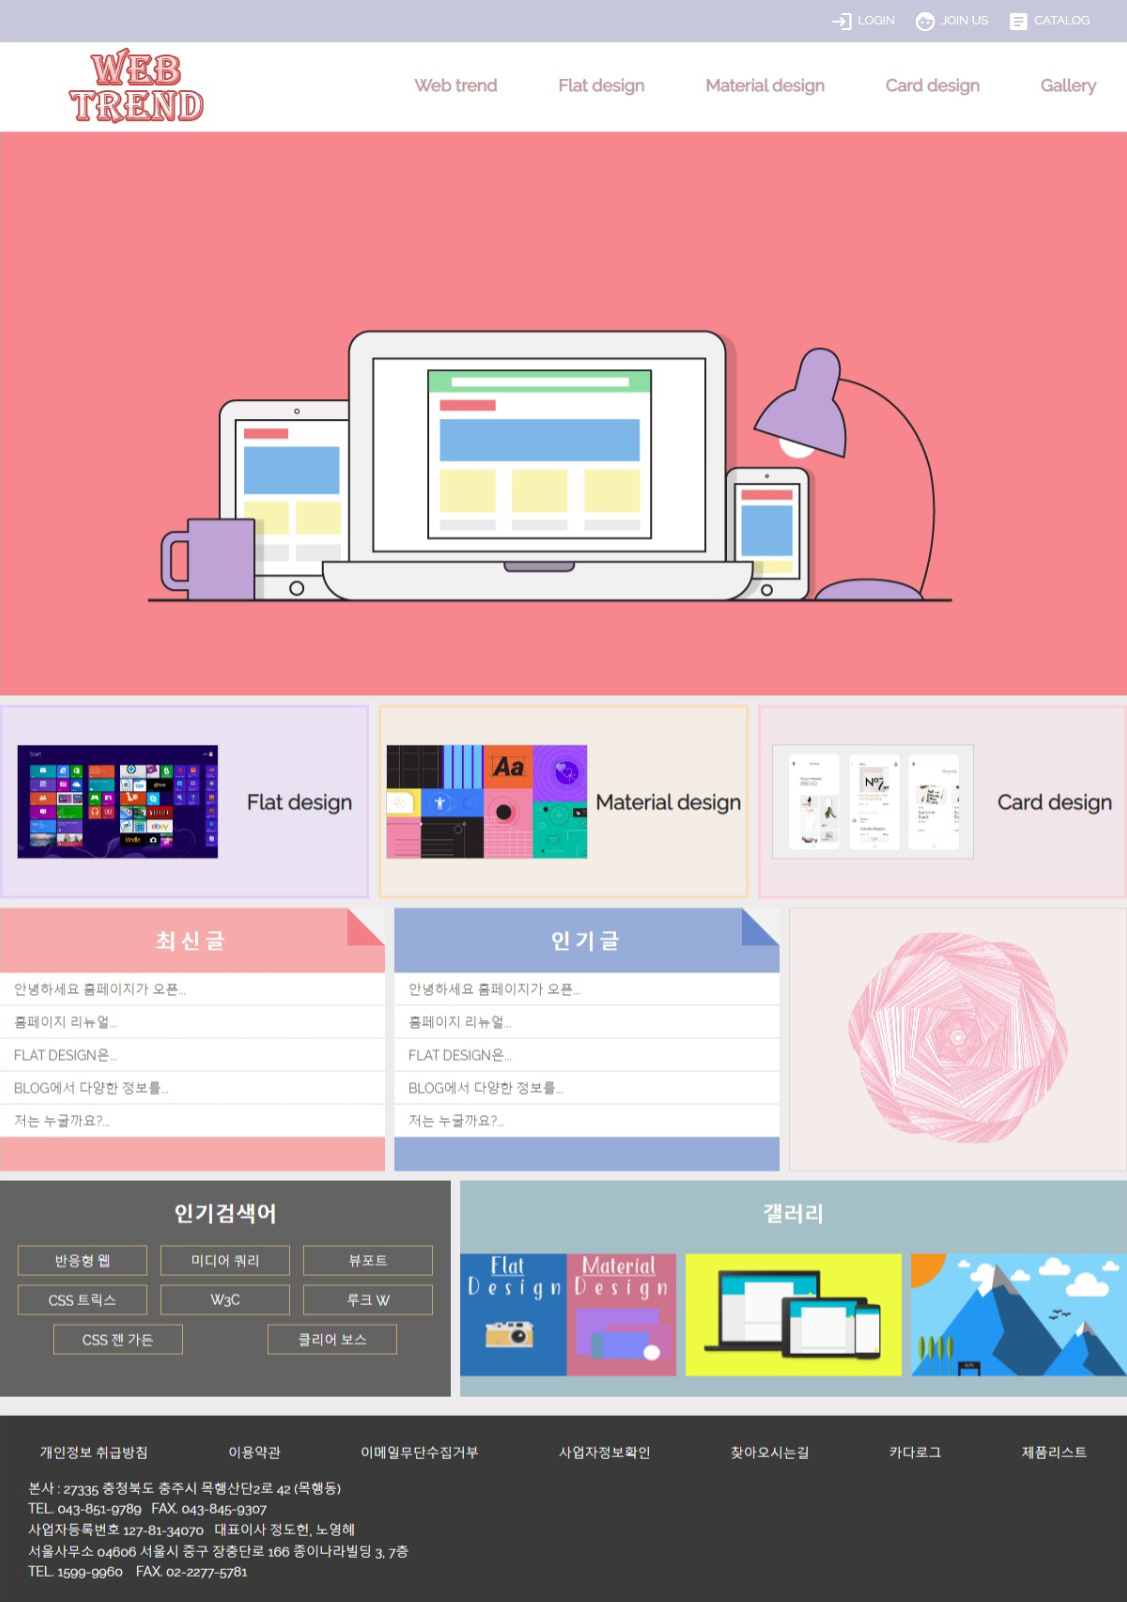 LOGIN JOIN US CATALOG
WEB
TREND
Web trend Flat design Material design Card design Gallery
Start
Aa
Nº7
Flat design Material design Card design
최 신 글
안녕하세요 홈페이지가 오픈...
홈페이지 리뉴얼...
FLAT DESIGN은...
BLOG에서 다양한 정보를...
저는 누굴까요?...
인 기 글
안녕하세요 홈페이지가 오픈...
홈페이지 리뉴얼...
FLAT DESIGN은...
BLOG에서 다양한 정보를...
저는 누굴까요?...
인기검색어
반응형 웹 미디어 쿼리 뷰포트
CSS 트릭스 W3C 루크 W
CSS 젠 가든 클리어 보스
갤러리
Flat
Design
Material
Design
개인정보 취급방침 이용약관 이메일무단수집거부 사업자정보확인 찾아오시는길 카다로그 제품리스트
본사 : 27335 충청북도 충주시 목행산단2로 42 (목행동)
TEL. 043-851-9789 FAX. 043-845-9307
사업자등록번호 127-81-34070 대표이사 정도헌, 노영혜
서울사무소 04606 서울시 중구 장충단로 166 종이나라빌딩 3, 7층
TEL. 1599-9960 FAX. 02-2277-5781